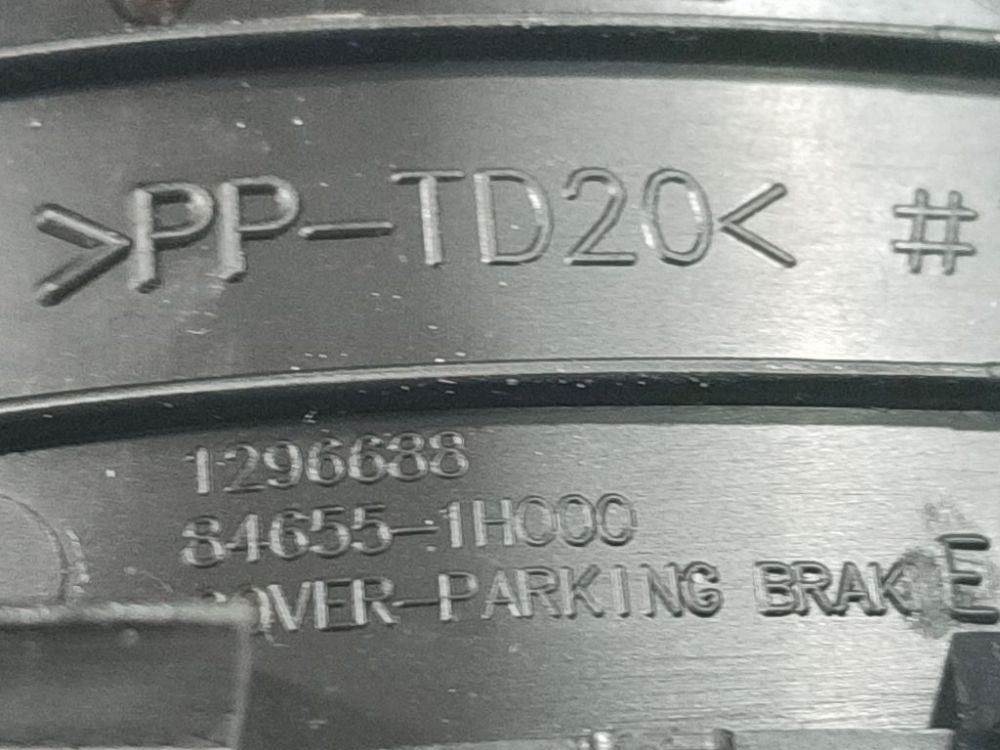 >PP-TD20< #
1296688
84655-1H000
COVER-PARKING BRAKE